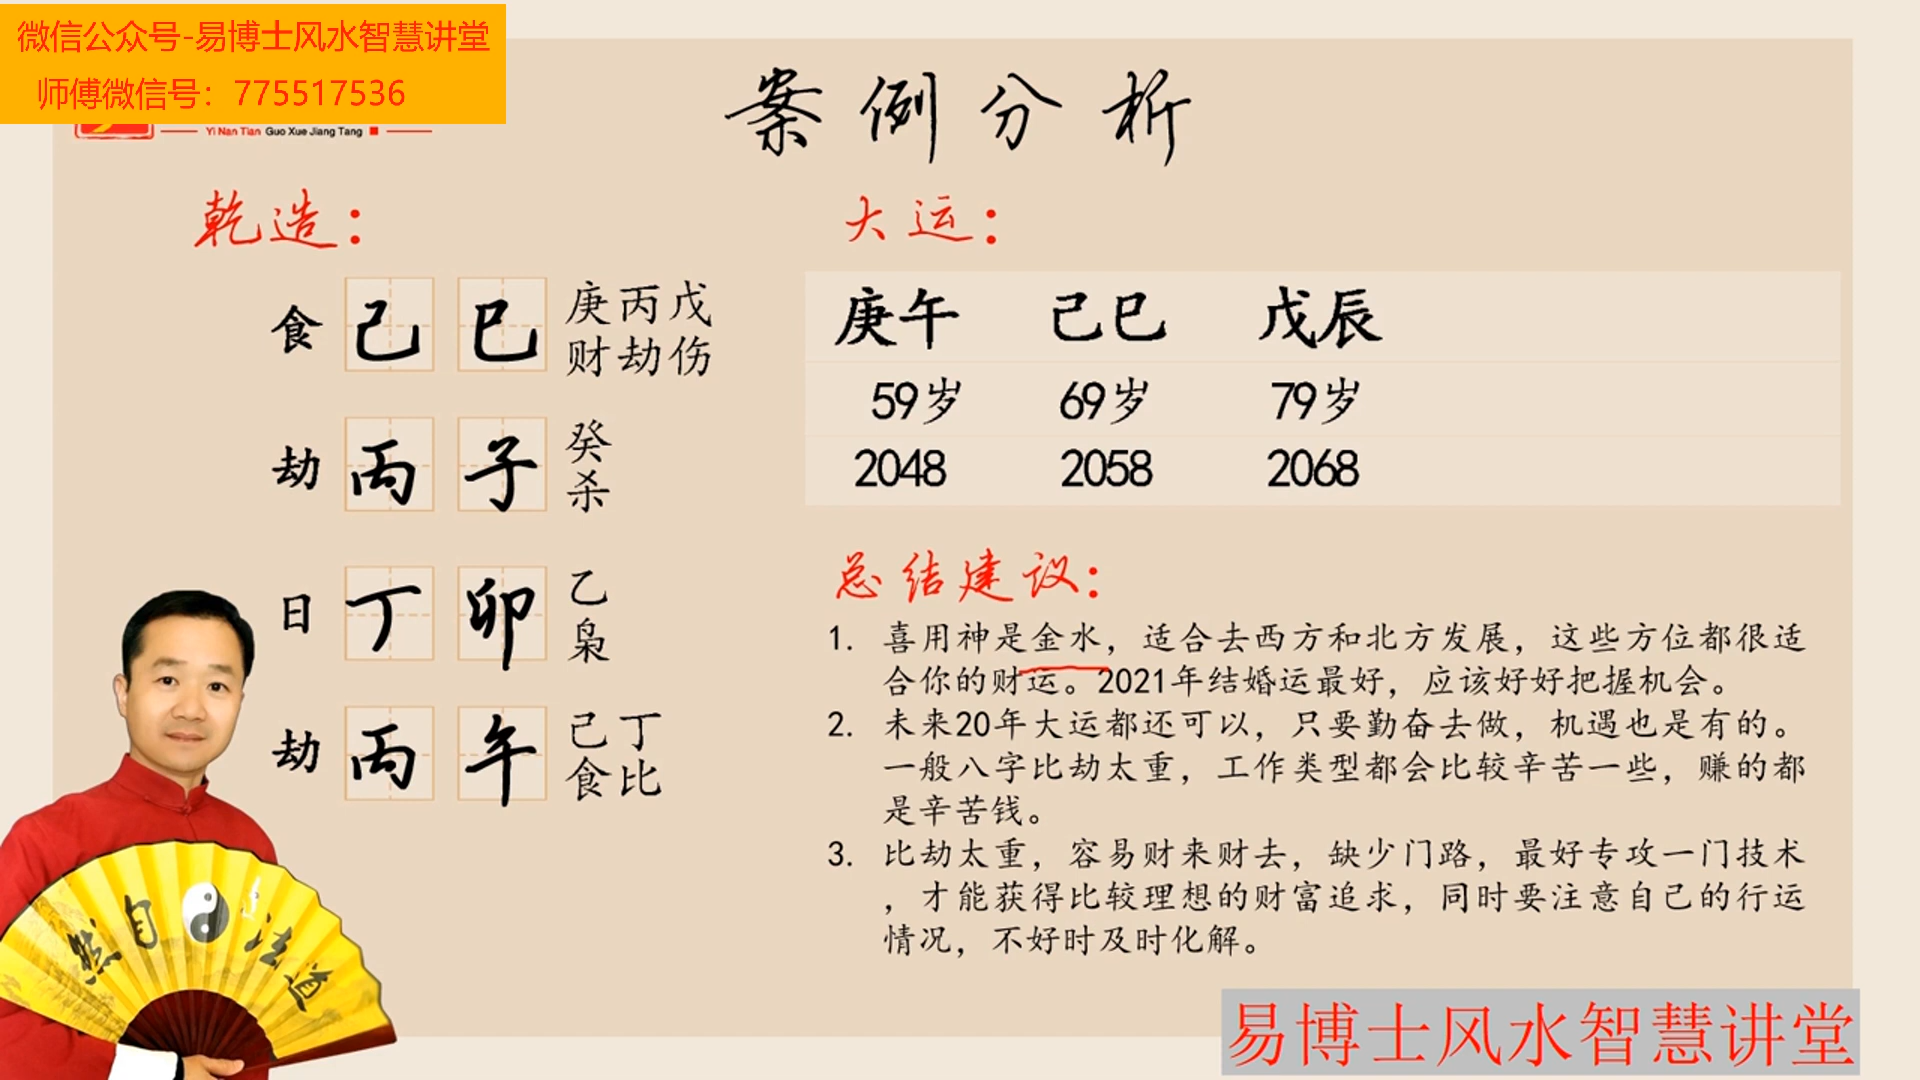 微信公众号-易博士风水智慧讲堂
师傅微信号：775517536
Yi Nan Tian Guo Xue Jiang Tang
案例分析
乾造：
食 己 巳 庚丙戊
财劫伤
劫 丙 子 癸
杀
日 丁 卯 乙
枭
劫 丙 午 己丁
食比
大运：
庚午 己巳 戊辰
59岁 69岁 79岁
2048 2058 2068
总结建议：
1. 喜用神是金水，适合去西方和北方发展，这些方位都很适
合你的财运。2021年结婚运最好，应该好好把握机会。
2. 未来20年大运都还可以，只要勤奋去做，机遇也是有的。
一般八字比劫太重，工作类型都会比较辛苦一些，赚的都
是辛苦钱。
3. 比劫太重，容易财来财去，缺少门路，最好专攻一门技术
，才能获得比较理想的财富追求，同时要注意自己的行运
情况，不好时及时化解。
道法自然
易博士风水智慧讲堂